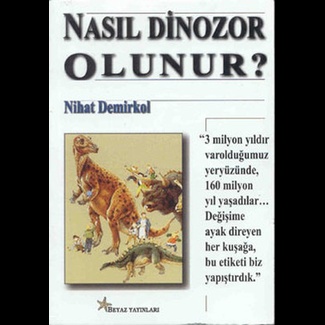 NASIL DİNOZOR
OLUNUR?
Nihat Demirkol
“3 milyon yıldır
varolduğumuz
yeryüzünde,
160 milyon
yıl yaşadılar...
Değişime
ayak direyen
her kuşağa,
bu etiketi biz
yapıştırdık.”
BEYAZ YAYINLARI